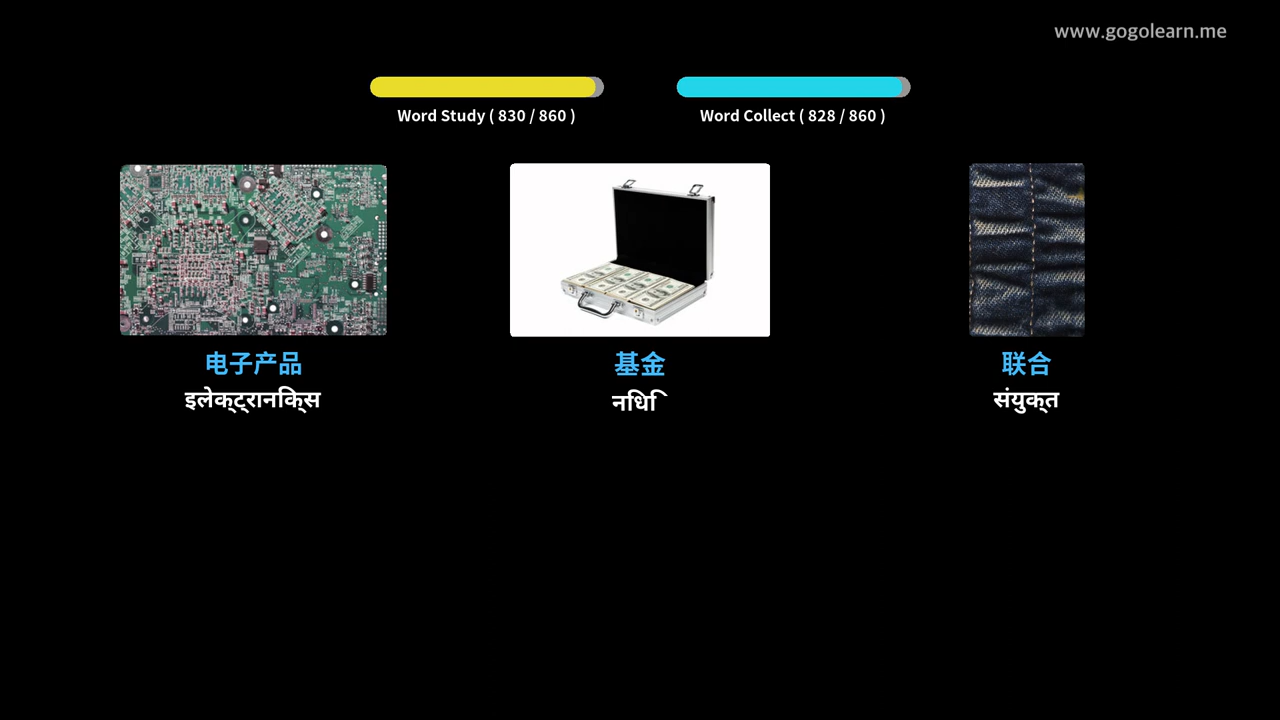 www.gogolearn.me
Word Study ( 830 / 860 )
Word Collect ( 828 / 860 )
电子产品
基金
联合
इलेक्ट्रानिक्स
निधि
संयुक्त